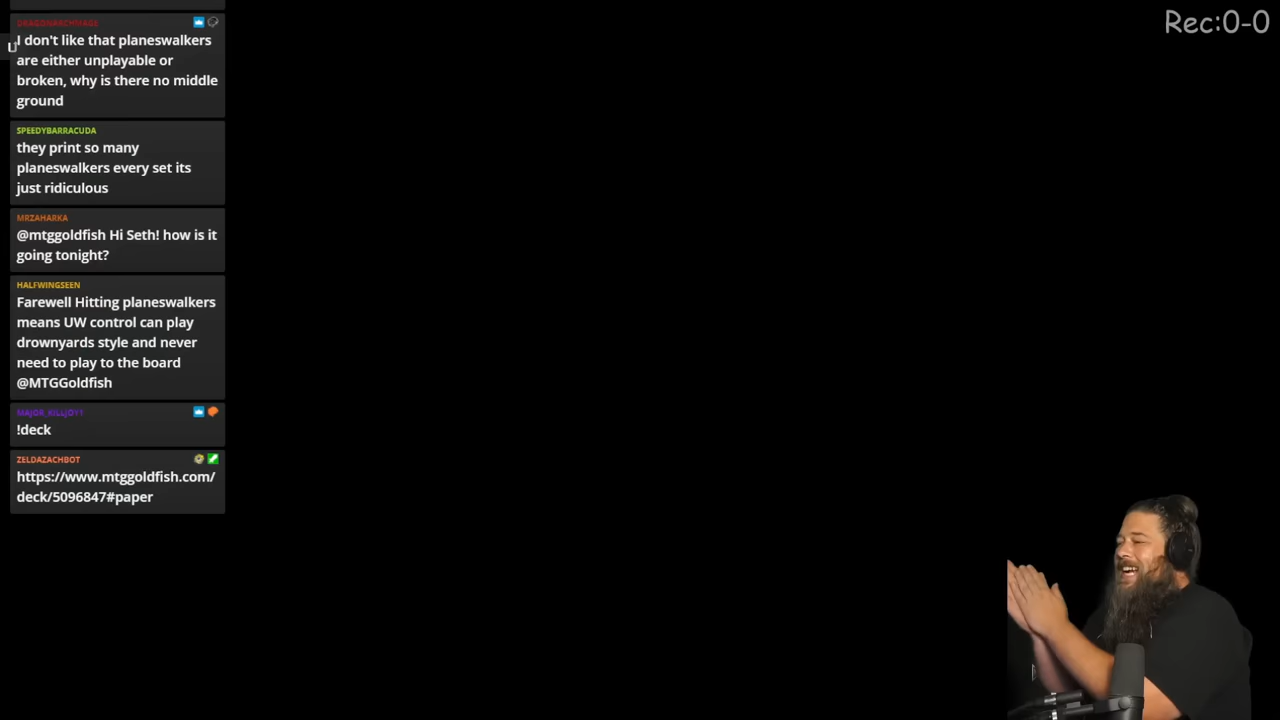 Rec:0-0
U
I don't like that planeswalkers
are either unplayable or
broken, why is there no middle
ground
SPEEDYBARRACUDA
they print so many
planeswalkers every set its
just ridiculous
MRZAHARKA
@mtggoldfish Hi Seth! how is it
going tonight?
HALFWINGSEEN
Farewell Hitting planeswalkers
means UW control can play
drownyards style and never
need to play to the board
@MTGGoldfish
MAJOR_KILLJOY1
!deck
ZELDAZACHBOT
https://www.mtggoldfish.com/
deck/5096847#paper